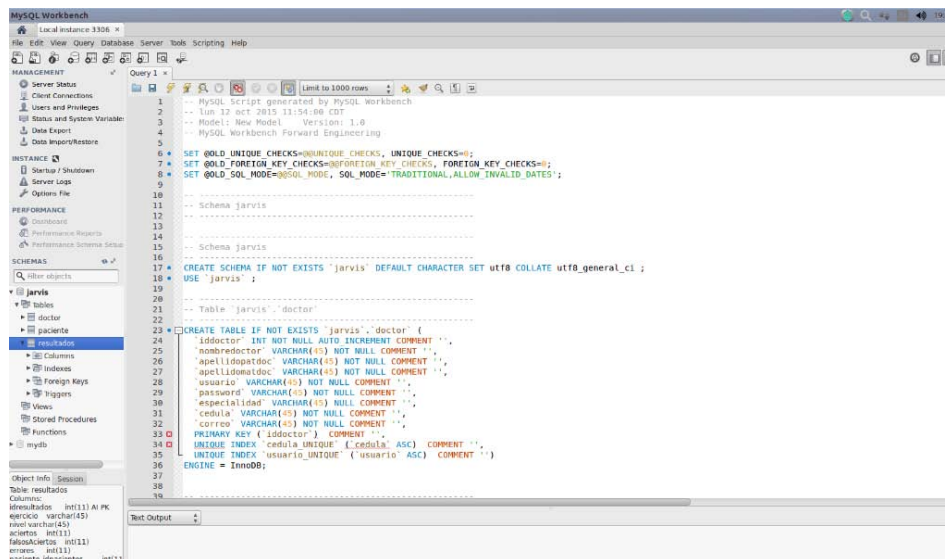 MySQL Workbench
Local instance 3306 ×
File Edit View Query Database Server Tools Scripting Help
MANAGEMENT
Server Status
Client Connections
Users and Privileges
Status and System Variable
Data Export
Data Import/Restore
INSTANCE
Startup / Shutdown
Server Logs
Options File
PERFORMANCE
Dashboard
Performance Reports
Performance Schema Setup
SCHEMAS
Filter objects
jarvis
Tables
doctor
paciente
resultados
Columns
Indexes
Foreign Keys
Triggers
Views
Stored Procedures
Functions
mydb
Object Info Session
Table: resultados
Columns:
idresultados int(11) AI PK
ejercicio varchar(45)
nivel varchar(45)
aciertos int(11)
falsosAciertos int(11)
errores int(11)
Query 1 ×
Limit to 1000 rows
1 -- MySQL Script generated by MySQL Workbench
2 -- lun 12 oct 2015 11:54:00 CDT
3 -- Model: New Model Version: 1.0
4 -- MySQL Workbench Forward Engineering
5
6 SET @OLD_UNIQUE_CHECKS=@@UNIQUE_CHECKS, UNIQUE_CHECKS=0;
7 SET @OLD_FOREIGN_KEY_CHECKS=@@FOREIGN_KEY_CHECKS, FOREIGN_KEY_CHECKS=0;
8 SET @OLD_SQL_MODE=@@SQL_MODE, SQL_MODE='TRADITIONAL,ALLOW_INVALID_DATES';
9
10 -- -----------------------------------------------------
11 -- Schema jarvis
12 -- -----------------------------------------------------
13
14 -- -----------------------------------------------------
15 -- Schema jarvis
16 -- -----------------------------------------------------
17 CREATE SCHEMA IF NOT EXISTS `jarvis` DEFAULT CHARACTER SET utf8 COLLATE utf8_general_ci ;
18 USE `jarvis` ;
19
20 -- -----------------------------------------------------
21 -- Table `jarvis`.`doctor`
22 -- -----------------------------------------------------
23 CREATE TABLE IF NOT EXISTS `jarvis`.`doctor` (
24 `iddoctor` INT NOT NULL AUTO_INCREMENT COMMENT '',
25 `nombredoctor` VARCHAR(45) NOT NULL COMMENT '',
26 `apellidopatdoc` VARCHAR(45) NOT NULL COMMENT '',
27 `apellidomatdoc` VARCHAR(45) NOT NULL COMMENT '',
28 `usuario` VARCHAR(45) NOT NULL COMMENT '',
29 `password` VARCHAR(45) NOT NULL COMMENT '',
30 `especialidad` VARCHAR(45) NULL COMMENT '',
31 `cedula` VARCHAR(45) NOT NULL COMMENT '',
32 `correo` VARCHAR(45) NOT NULL COMMENT '',
33 PRIMARY KEY (`iddoctor`) COMMENT '',
34 UNIQUE INDEX `cedula_UNIQUE` (`cedula` ASC) COMMENT '',
35 UNIQUE INDEX `usuario_UNIQUE` (`usuario` ASC) COMMENT '')
36 ENGINE = InnoDB;
37
38
39 -- -----------------------------------------------------
Text Output